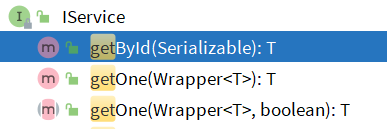 I IService
m getById(Serializable): T
m getOne(Wrapper<T>): T
m getOne(Wrapper<T>, boolean): T